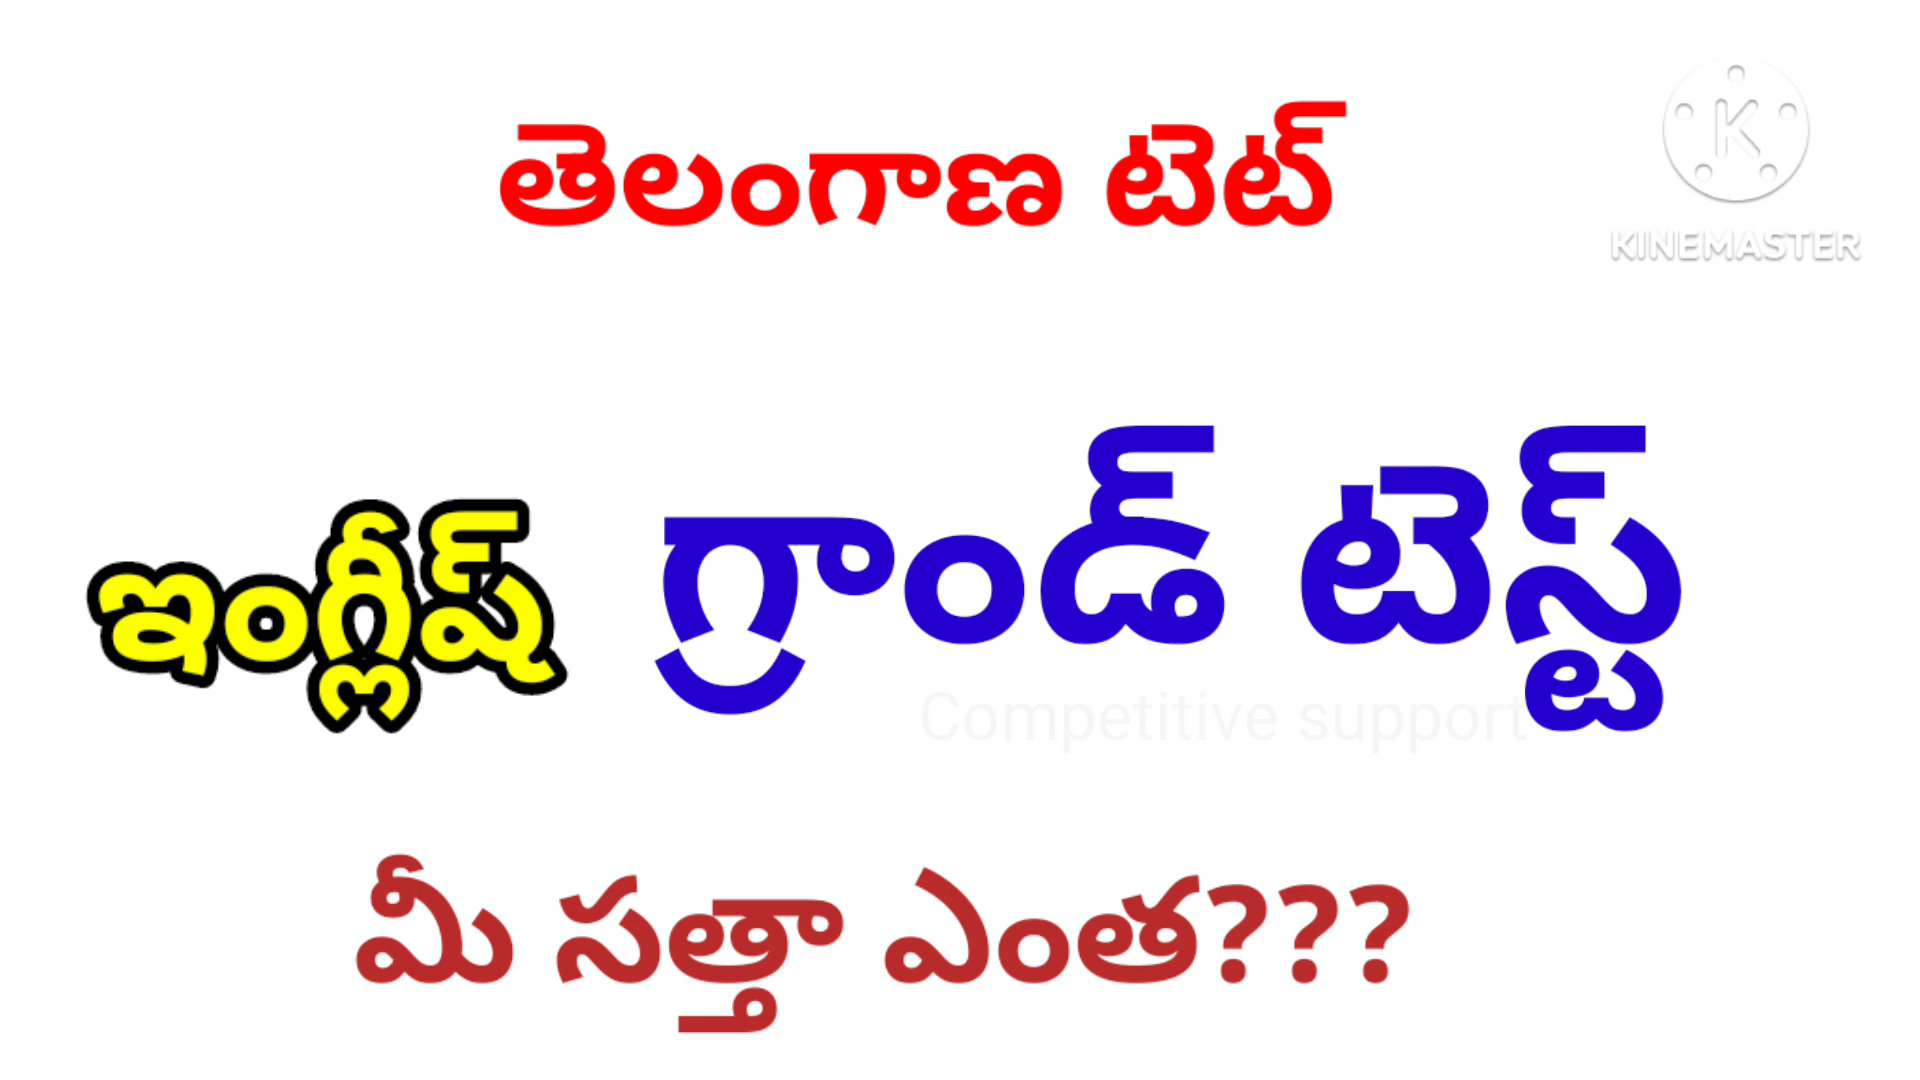 తెలంగాణ టెట్
KINEMASTER
ఇంగ్లీష్ గ్రాండ్ టెస్ట్
Competitive support
మీ సత్తా ఎంత???